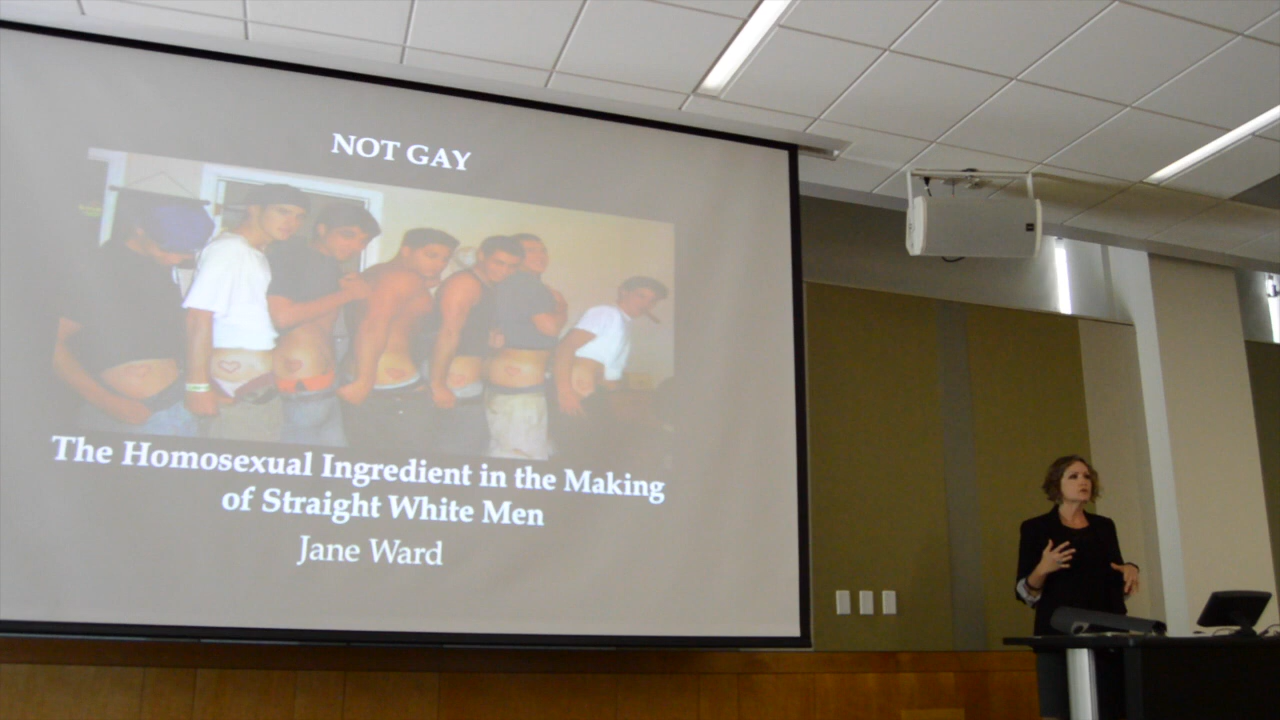 NOT GAY
The Homosexual Ingredient in the Making
of Straight White Men
Jane Ward